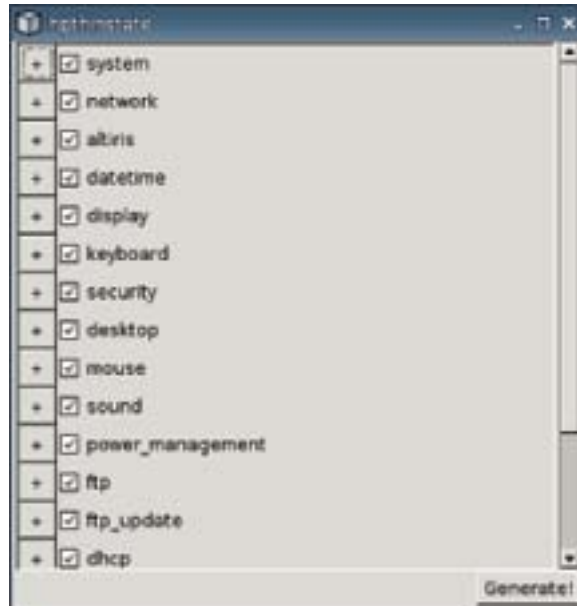 system
network
altiris
datetime
display
keyboard
security
desktop
mouse
sound
power_management
ftp
ftp_update
dhcp
Generate!